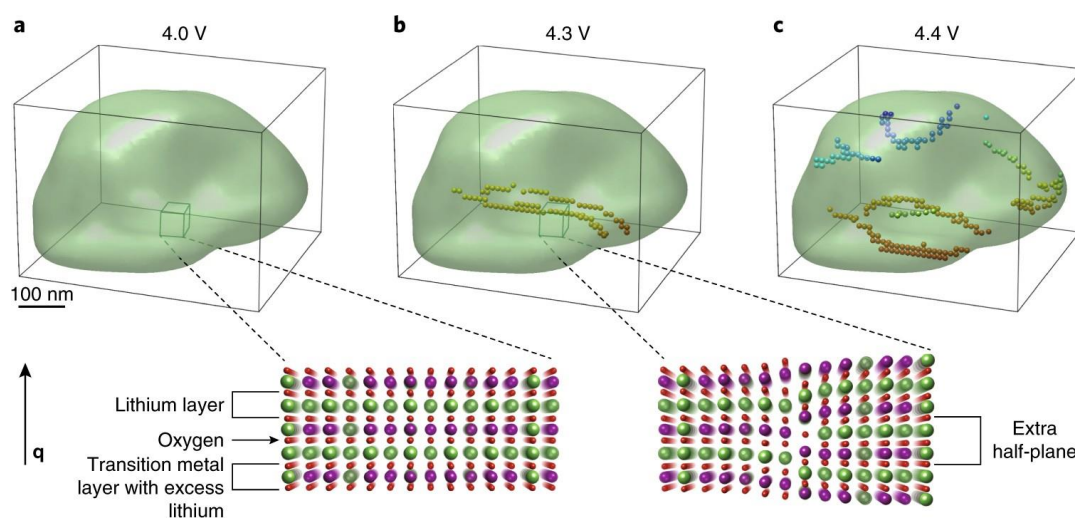 a
4.0 V
b
4.3 V
c
4.4 V
100 nm
q
Lithium layer
Oxygen
Transition metal
layer with excess
lithium
Extra
half-plane